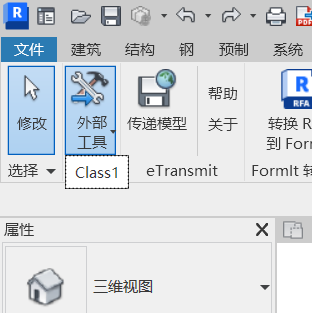 R
PDF
文件 建筑 结构 钢 预制 系统
修改
外部
工具
传递模型
帮助
关于
RFA
转换 R
到 Form
选择
Class1
eTransmit
FormIt 转
属性
三维视图